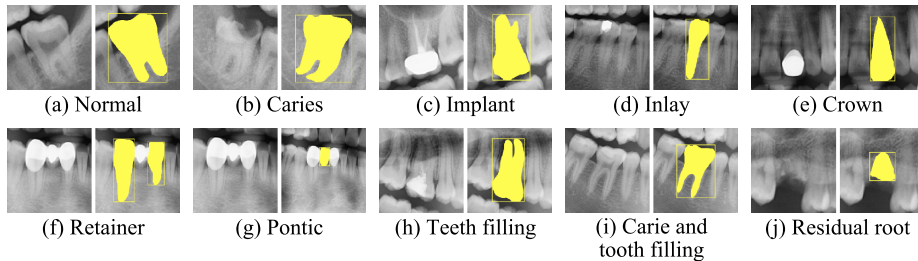 (a) Normal
(b) Caries
(c) Implant
(d) Inlay
(e) Crown
(f) Retainer
(g) Pontic
(h) Teeth filling
(i) Carie and
tooth filling
(j) Residual root